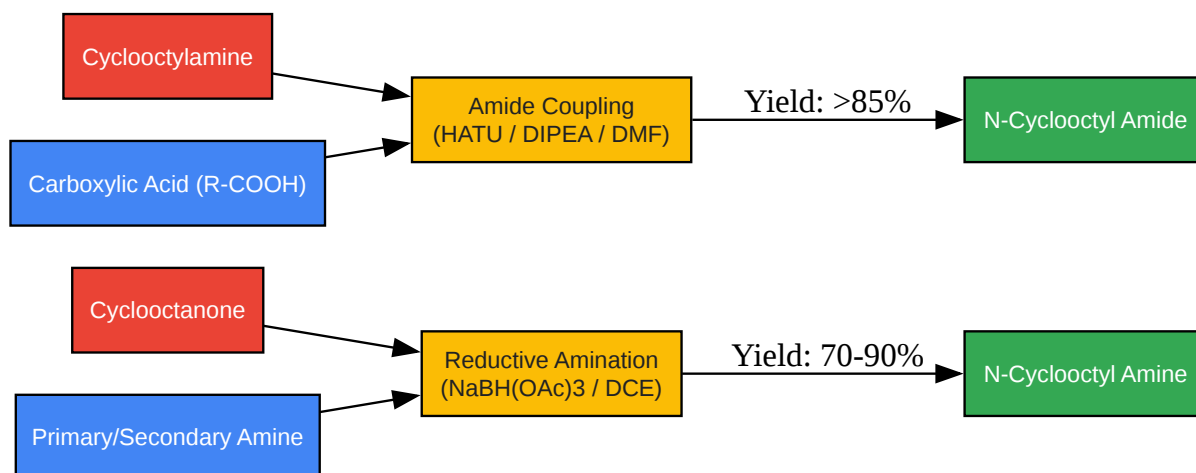 Cyclooctylamine
Amide Coupling
(HATU / DIPEA / DMF)
Yield: >85%
N-Cyclooctyl Amide
Carboxylic Acid (R-COOH)
Cyclooctanone
Reductive Amination
(NaBH(OAc)3 / DCE)
Yield: 70-90%
N-Cyclooctyl Amine
Primary/Secondary Amine